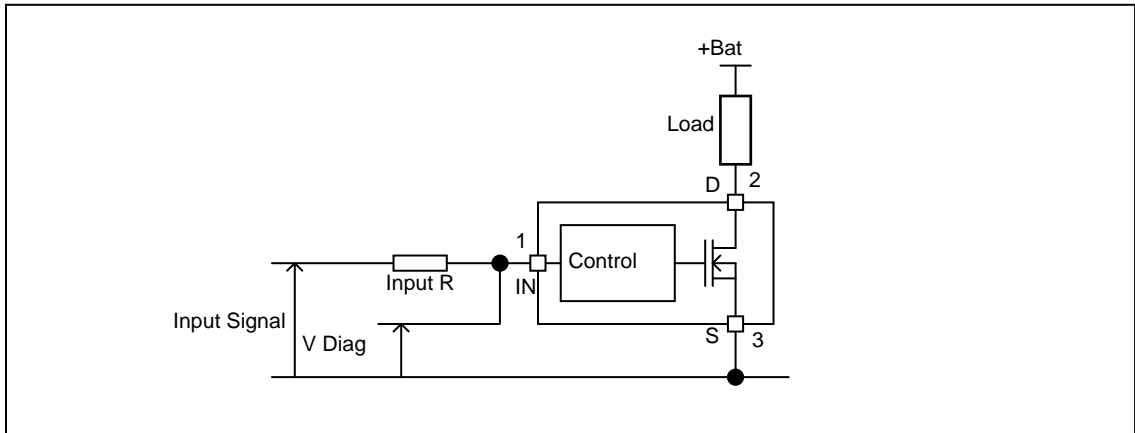 +Bat
Load
D 2
1
Control
IN
Input R
Input Signal
V Diag
S 3